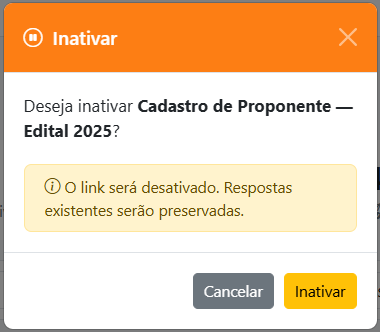 Inativar
Deseja inativar Cadastro de Proponente —
Edital 2025?
O link será desativado. Respostas
existentes serão preservadas.
Cancelar
Inativar